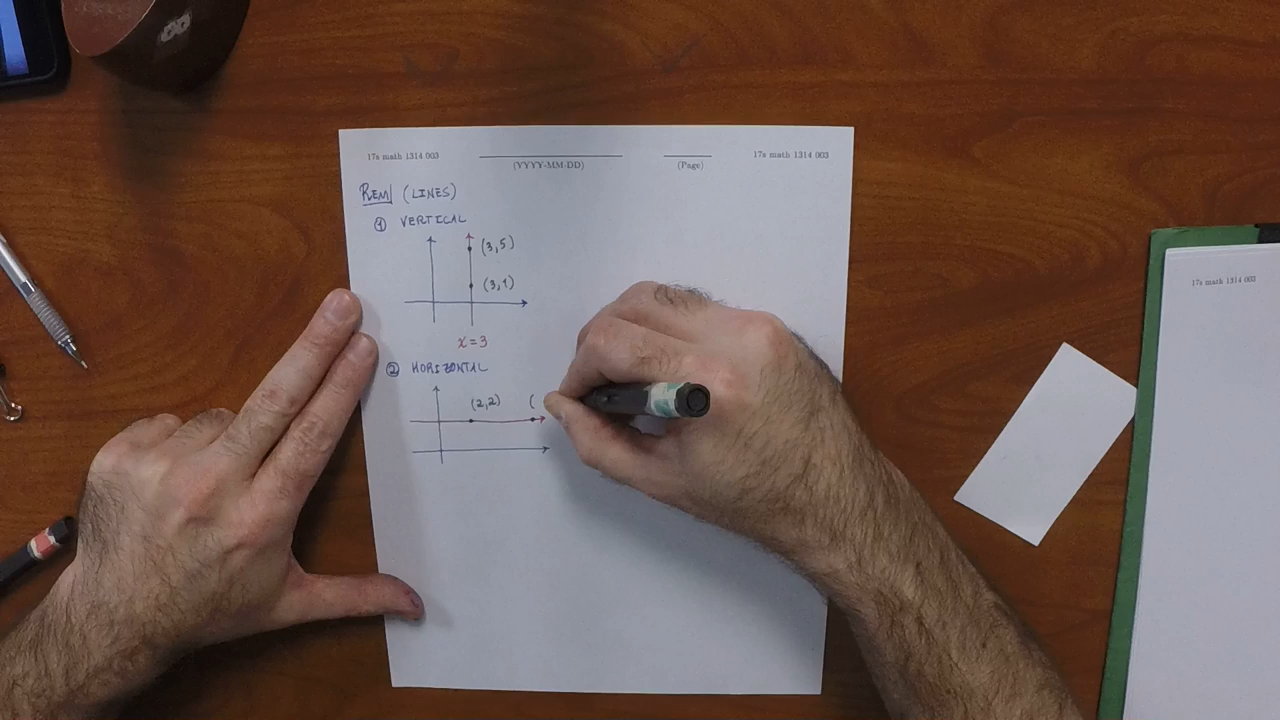 17s math 1314 003 (YYYY-MM-DD) (Page) 17s math 1314 003
REM (LINES)
① VERTICAL
(3,5)
(3,1)
x=3
② HORIZONTAL
(2,2) (
17s math 1314 003